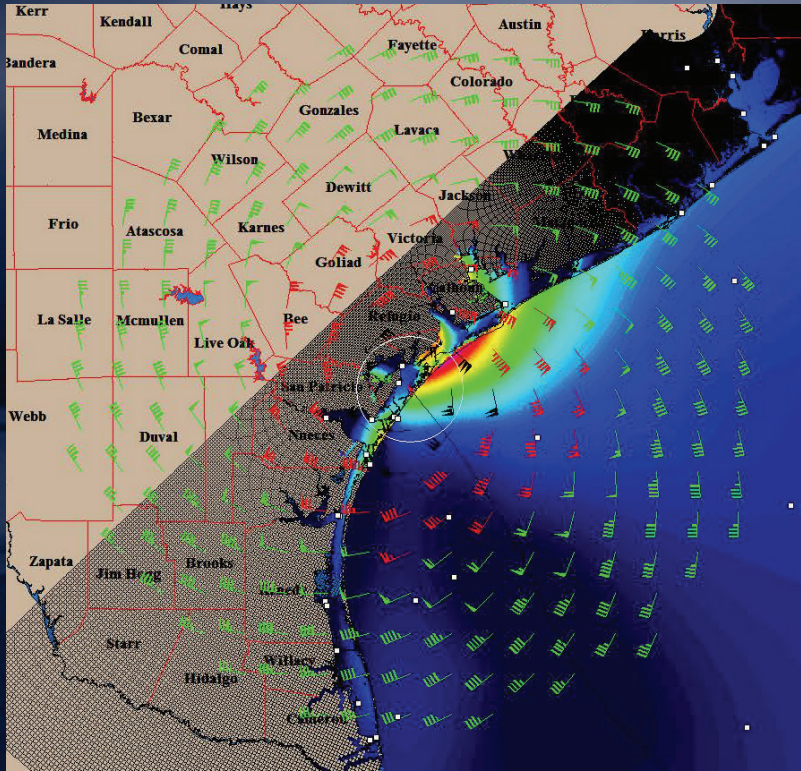 Kerr
Kendall
Hays
Austin
Harris
Fayette
Comal
Bandera
Colorado
Bexar
Gonzales
Medina
Lavaca
Wilson
Dewitt
Jackson
Frio
Atascosa
Karnes
Victoria
Goliad
Calhoun
La Salle
Mcmullen
Bee
Refugio
Live Oak
San Patricio
Webb
Duval
Nueces
Zapata
Jim Hogg
Brooks
Kenedy
Starr
Hidalgo
Willacy
Cameron